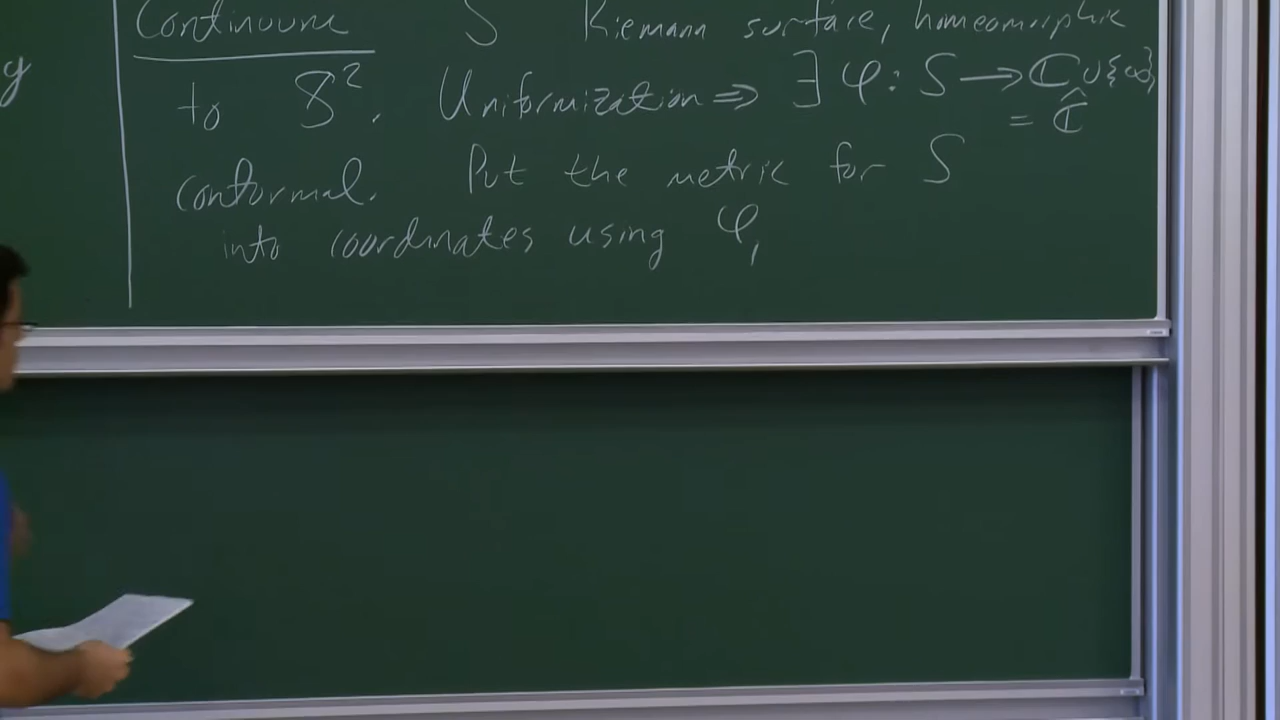 Continuum S Riemann surface, homeomorphic
y
to S². Uniformization ⇒ ∃ φ: S → ℂ∪{∞}
= Ĉ
conformal. Put the metric for S
into coordinates using φ,